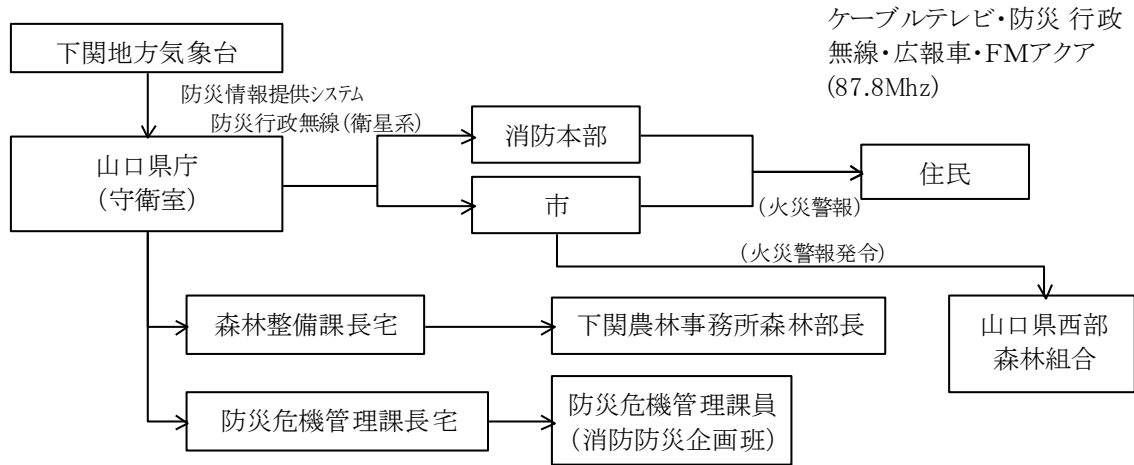 ケーブルテレビ・防災 行政
無線・広報車・FMアクア
(87.8Mhz)
下関地方気象台
防災情報提供システム
防災行政無線(衛星系)
山口県庁
(守衛室)
消防本部
市
住民
(火災警報)
(火災警報発令)
森林整備課長宅
下関農林事務所森林部長
山口県西部
森林組合
防災危機管理課長宅
防災危機管理課員
(消防防災企画班)